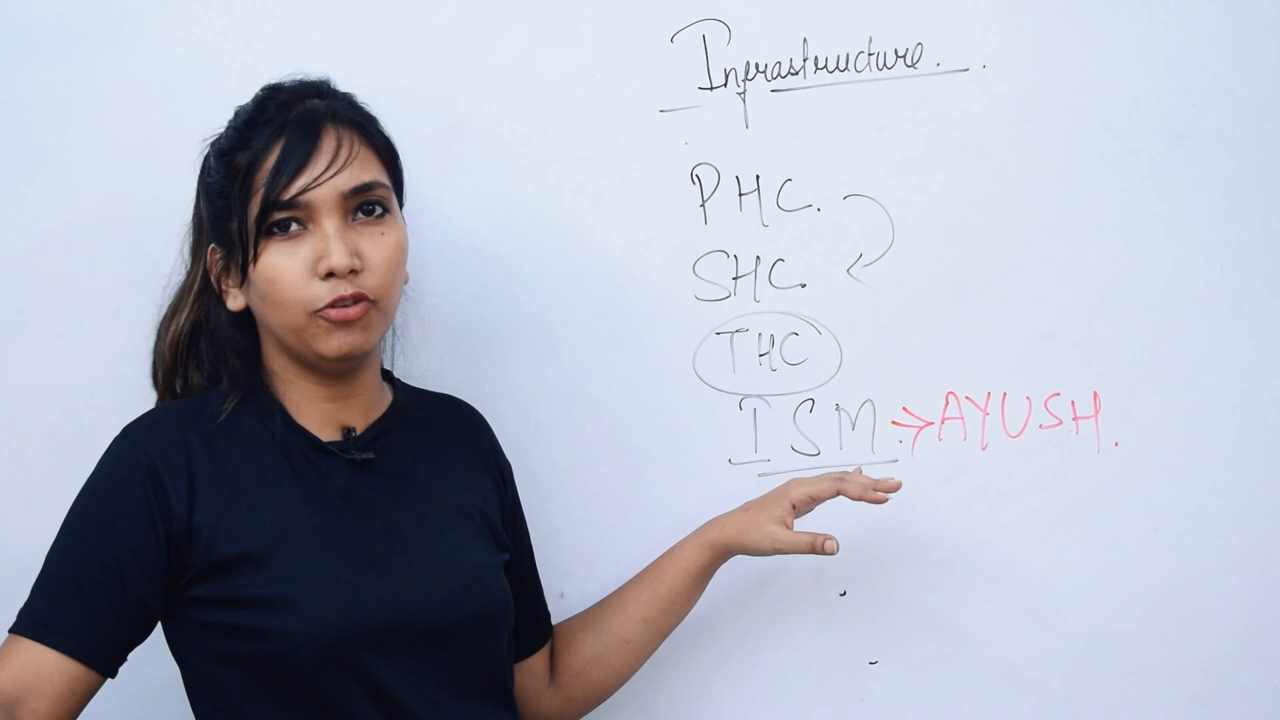 Infrastructure.
PHC.
SHC.
THC
ISM. → AYUSH.